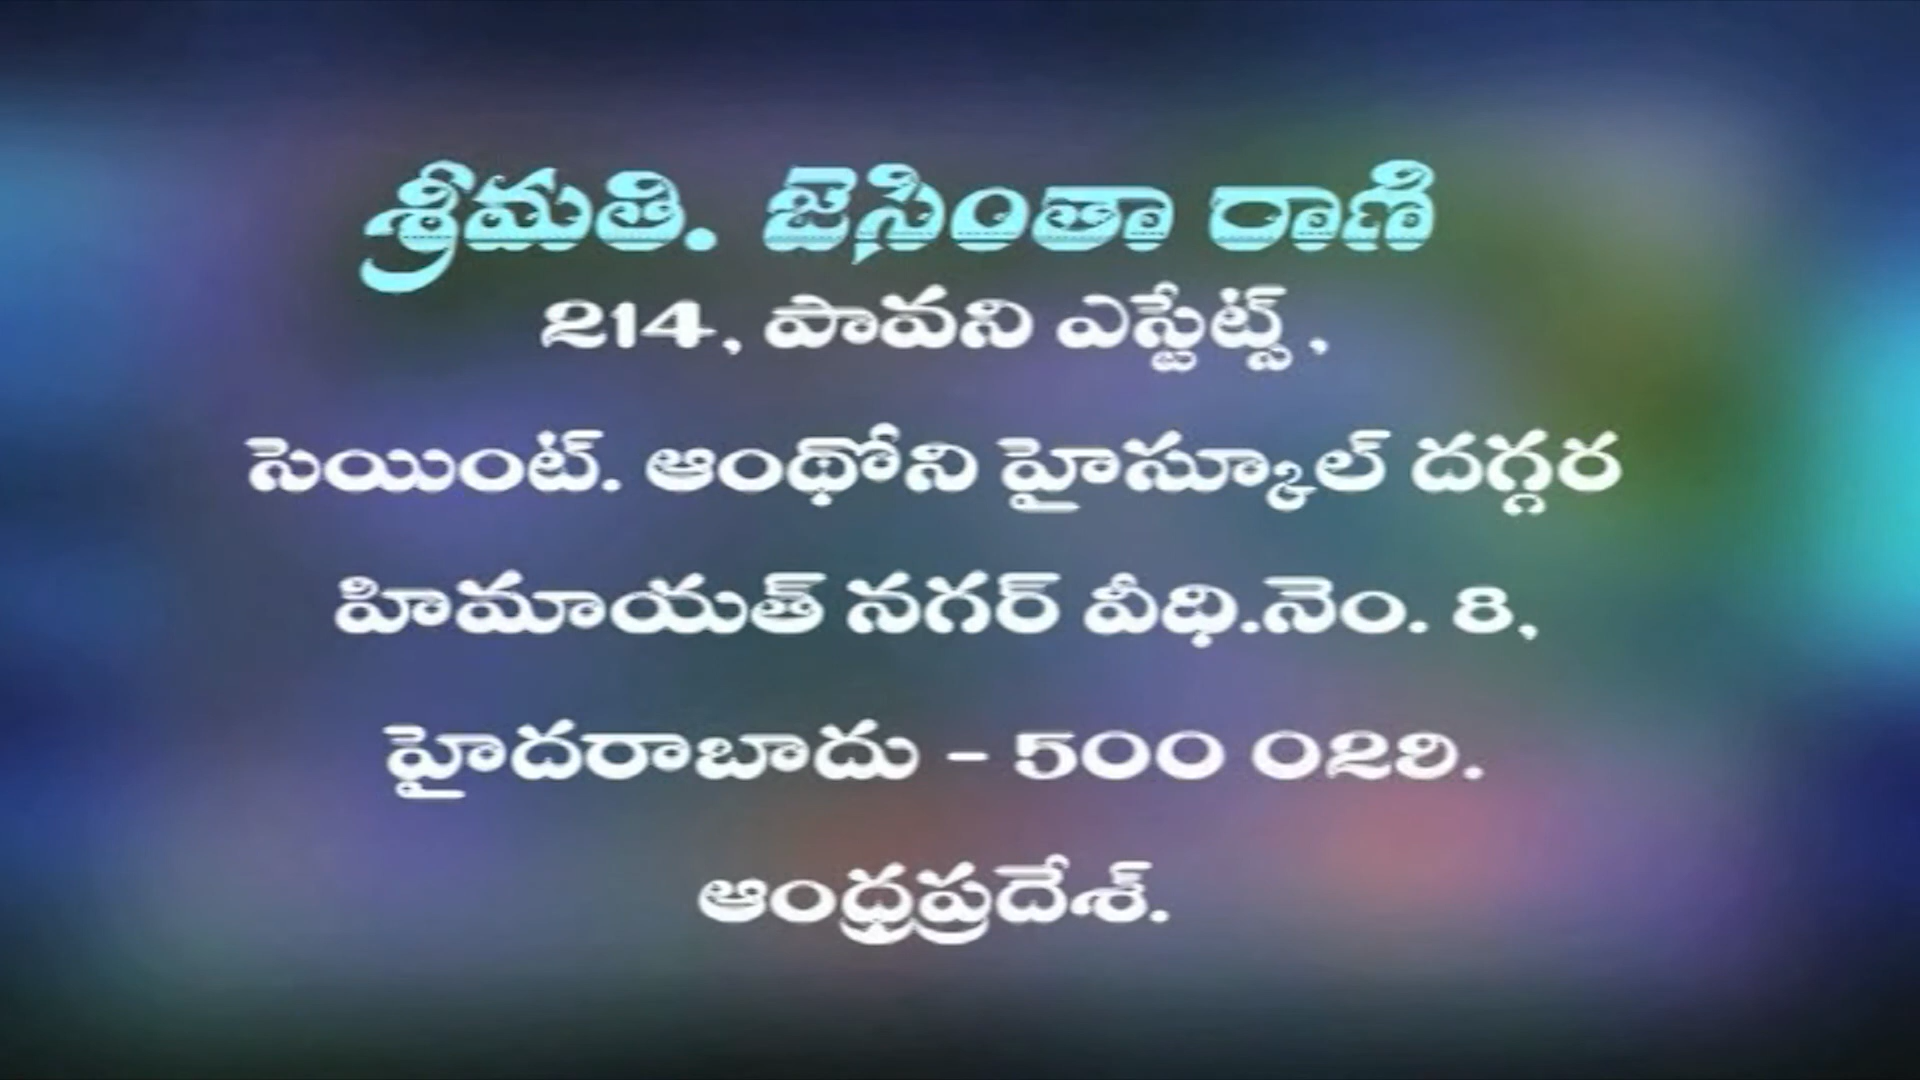 శ్రీమతి. జెసింతా రాణి
214, పావని ఎస్టేట్స్,
సెయింట్. ఆంథోని హైస్కూల్ దగ్గర
హిమాయత్ నగర్ వీధి.నెం. 8,
హైదరాబాదు - 500 029.
ఆంధ్రప్రదేశ్.